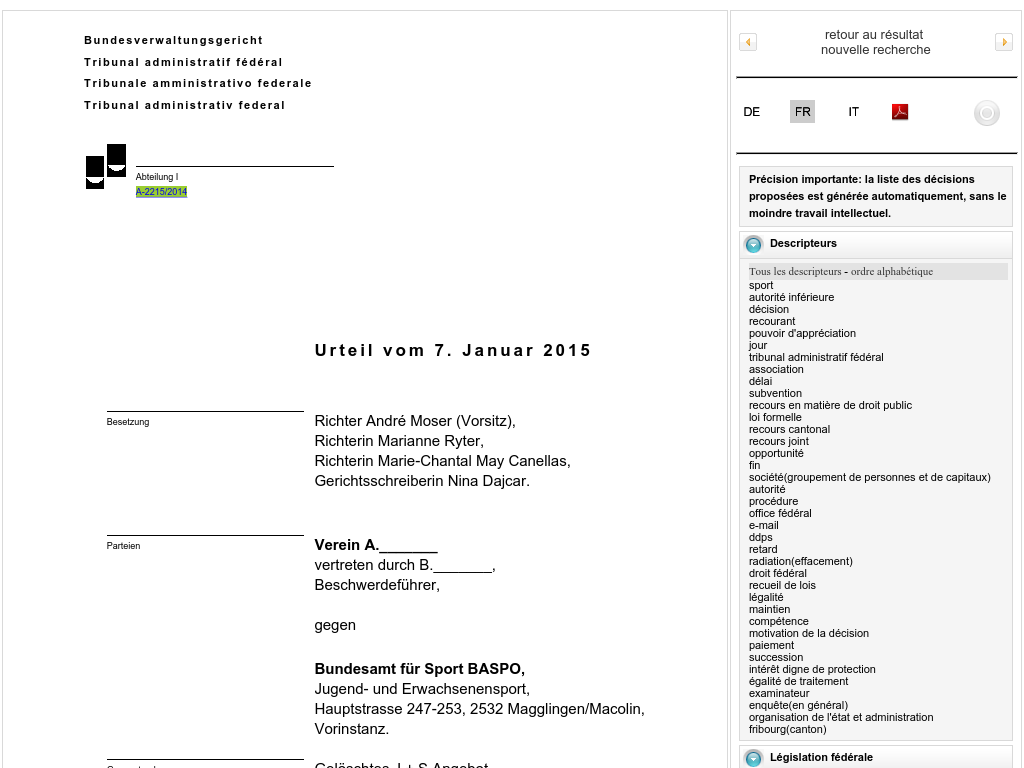 Bundesverwaltungsgericht
Tribunal administratif fédéral
Tribunale amministrativo federale
Tribunal administrativ federal
Abteilung I
A-2215/2014
Urteil vom 7. Januar 2015
Besetzung
Richter André Moser (Vorsitz),
Richterin Marianne Ryter,
Richterin Marie-Chantal May Canellas,
Gerichtsschreiberin Nina Dajcar.
Parteien
Verein A._______
vertreten durch B._______,
Beschwerdeführer,
gegen
Bundesamt für Sport BASPO,
Jugend- und Erwachsenensport,
Hauptstrasse 247-253, 2532 Magglingen/Macolin,
Vorinstanz.
Gelöschtes J + S Angebot
retour au résultat
nouvelle recherche
DE FR IT
Précision importante: la liste des décisions
proposées est générée automatiquement, sans le
moindre travail intellectuel.
Descripteurs
Tous les descripteurs - ordre alphabétique
sport
autorité inférieure
décision
recourant
pouvoir d'appréciation
jour
tribunal administratif fédéral
association
délai
subvention
recours en matière de droit public
loi formelle
recours cantonal
recours joint
opportunité
fin
société(groupement de personnes et de capitaux)
autorité
procédure
office fédéral
e-mail
ddps
retard
radiation(effacement)
droit fédéral
recueil de lois
légalité
maintien
compétence
motivation de la décision
paiement
succession
intérêt digne de protection
égalité de traitement
examinateur
enquête(en général)
organisation de l'état et administration
fribourg(canton)
Législation fédérale